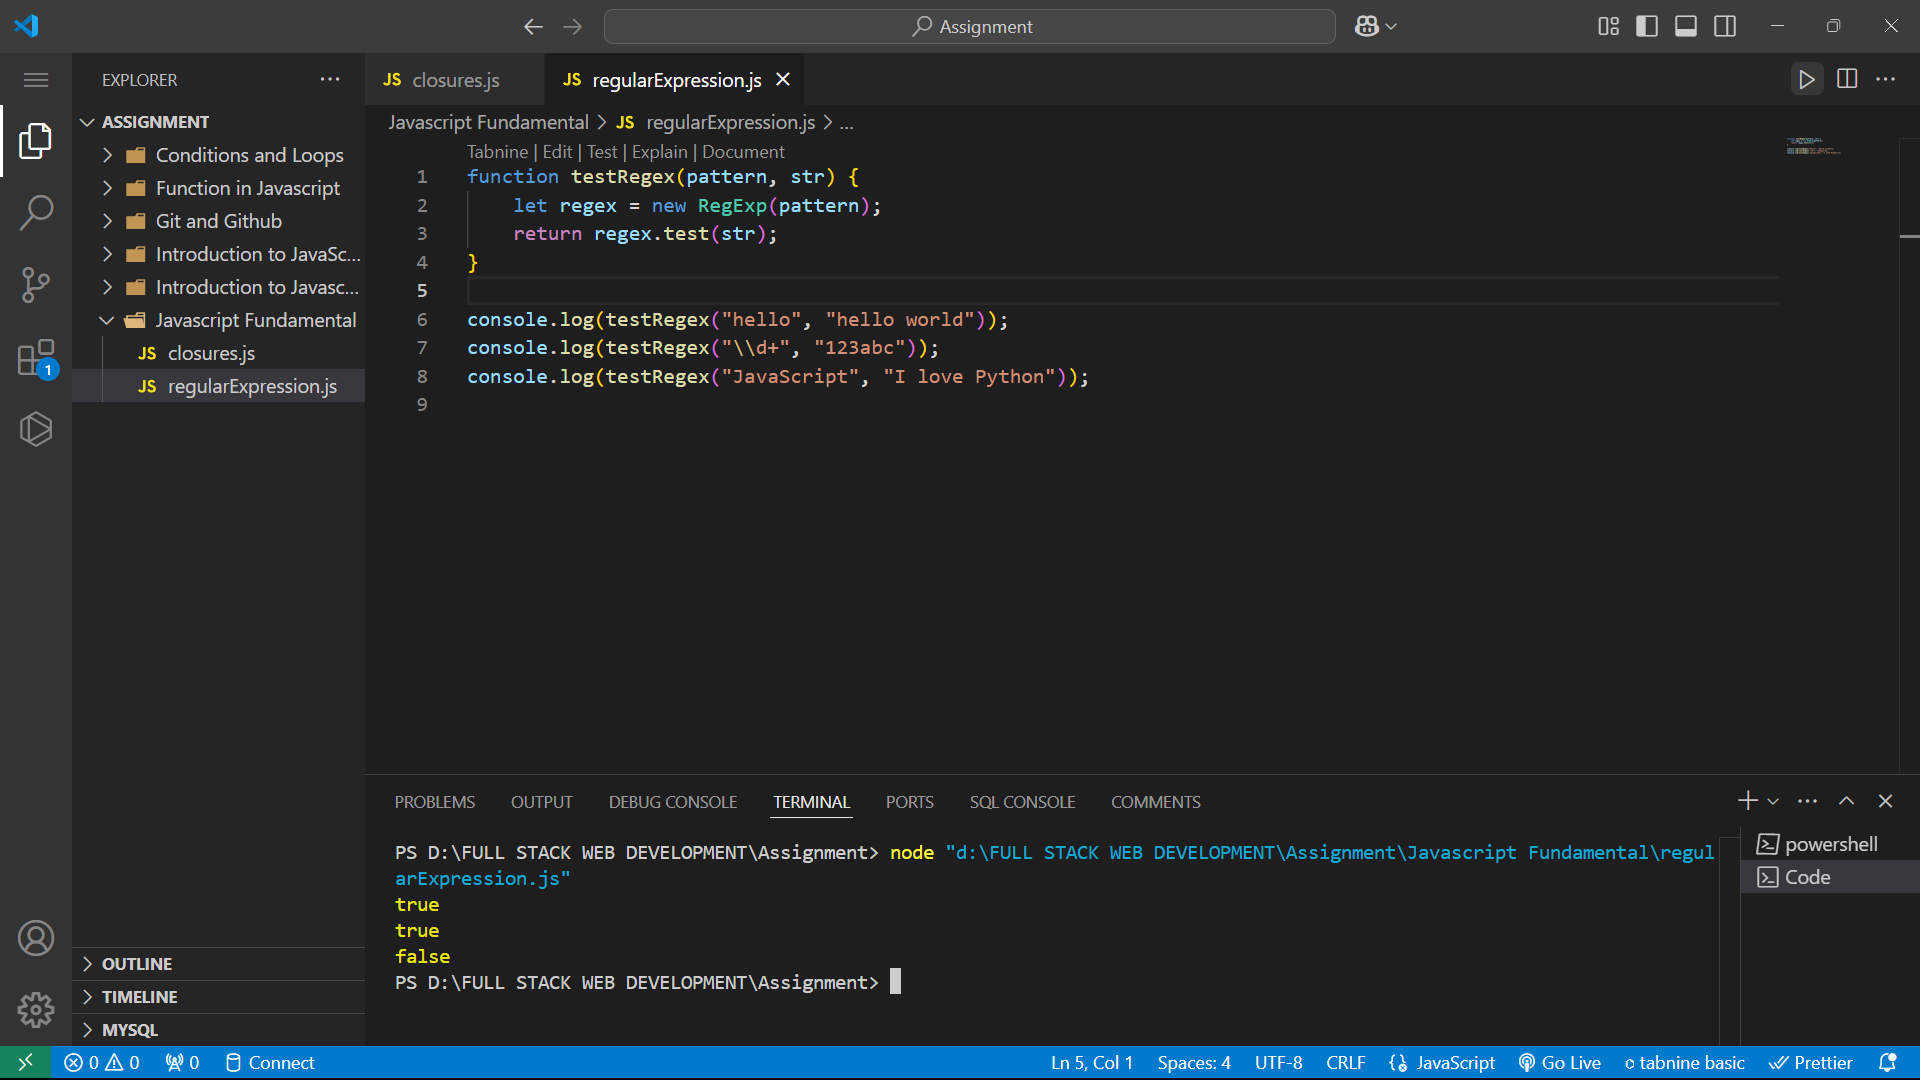 Assignment
EXPLORER
ASSIGNMENT
Conditions and Loops
Function in Javascript
Git and Github
Introduction to JavaSc...
Introduction to Javasc...
Javascript Fundamental
JS closures.js
JS regularExpression.js
1
OUTLINE
TIMELINE
MYSQL
JS closures.js
JS regularExpression.js
Javascript Fundamental > JS regularExpression.js > ...
Tabnine | Edit | Test | Explain | Document
1 function testRegex(pattern, str) {
2     let regex = new RegExp(pattern);
3     return regex.test(str);
4 }
5
6 console.log(testRegex("hello", "hello world"));
7 console.log(testRegex("\\d+", "123abc"));
8 console.log(testRegex("JavaScript", "I love Python"));
9
PROBLEMS OUTPUT DEBUG CONSOLE TERMINAL PORTS SQL CONSOLE COMMENTS
PS D:\FULL STACK WEB DEVELOPMENT\Assignment> node "d:\FULL STACK WEB DEVELOPMENT\Assignment\Javascript Fundamental\regul
arExpression.js"
true
true
false
PS D:\FULL STACK WEB DEVELOPMENT\Assignment>
powershell
Code
0 0 0 Connect Ln 5, Col 1 Spaces: 4 UTF-8 CRLF JavaScript Go Live tabnine basic Prettier